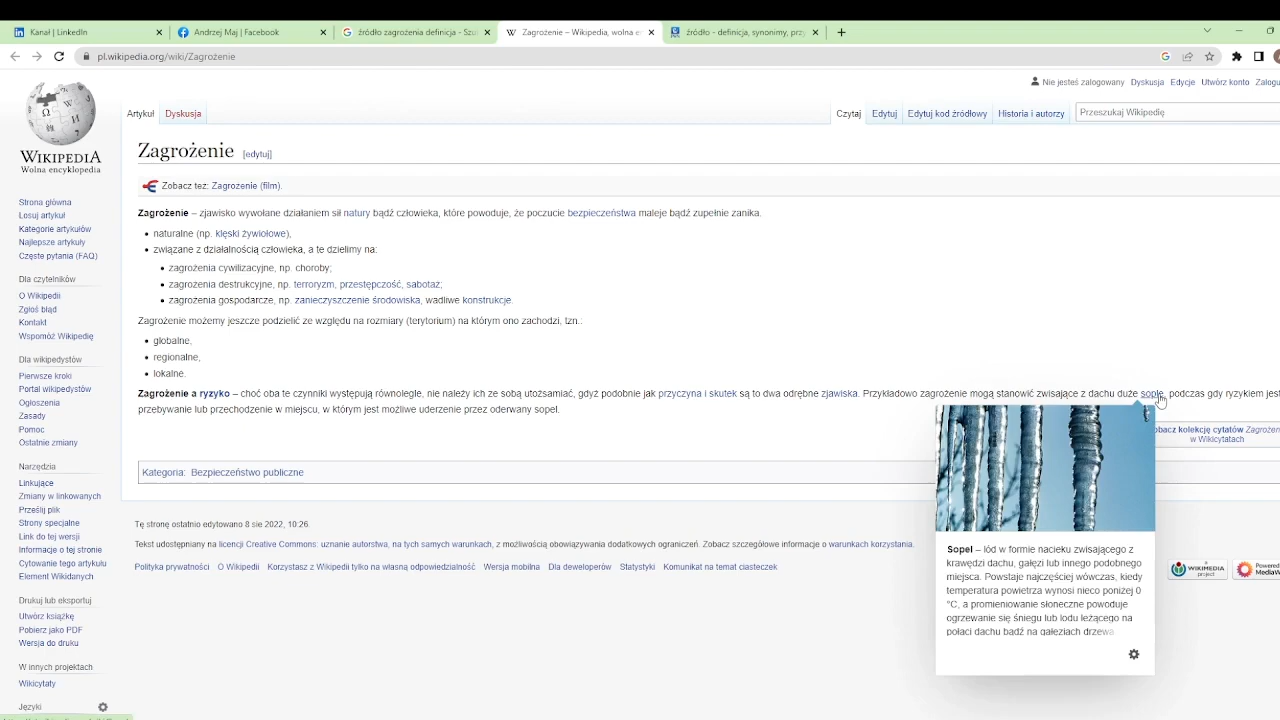 Kanał | LinkedIn
Andrzej Maj | Facebook
źródło zagrożenia definicja - Szu
Zagrożenie – Wikipedia, wolna e
źródło - definicja, synonimy, prz
pl.wikipedia.org/wiki/Zagrożenie
Nie jesteś zalogowany Dyskusja Edycje Utwórz konto Zalogu
Artykuł Dyskusja Czytaj Edytuj Edytuj kod źródłowy Historia i autorzy Przeszukaj Wikipedię
WIKIPEDIA
Wolna encyklopedia
Strona główna
Losuj artykuł
Kategorie artykułów
Najlepsze artykuły
Częste pytania (FAQ)
Dla czytelników
O Wikipedii
Zgłoś błąd
Kontakt
Wspomóż Wikipedię
Dla wikipedystów
Pierwsze kroki
Portal wikipedystów
Ogłoszenia
Zasady
Pomoc
Ostatnie zmiany
Narzędzia
Linkujące
Zmiany w linkowanych
Prześlij plik
Strony specjalne
Link do tej wersji
Informacje o tej stronie
Cytowanie tego artykułu
Element Wikidanych
Drukuj lub eksportuj
Utwórz książkę
Pobierz jako PDF
Wersja do druku
W innych projektach
Wikicytaty
Języki
Zagrożenie [edytuj]
Zobacz też: Zagrożenie (film).
Zagrożenie – zjawisko wywołane działaniem sił natury bądź człowieka, które powoduje, że poczucie bezpieczeństwa maleje bądź zupełnie zanika.
• naturalne (np. klęski żywiołowe),
• związane z działalnością człowieka, a te dzielimy na:
• zagrożenia cywilizacyjne, np. choroby;
• zagrożenia destrukcyjne, np. terroryzm, przestępczość, sabotaż;
• zagrożenia gospodarcze, np. zanieczyszczenie środowiska, wadliwe konstrukcje.
Zagrożenie możemy jeszcze podzielić ze względu na rozmiary (terytorium) na którym ono zachodzi, tzn.:
• globalne,
• regionalne,
• lokalne.
Zagrożenie a ryzyko – choć oba te czynniki występują równolegle, nie należy ich ze sobą utożsamiać, gdyż podobnie jak przyczyna i skutek są to dwa odrębne zjawiska. Przykładowo zagrożenie mogą stanowić zwisające z dachu duże sople, podczas gdy ryzykiem jest
przebywanie lub przechodzenie w miejscu, w którym jest możliwe uderzenie przez oderwany sopel.
obacz kolekcję cytatów Zagrożen
w Wikicytatach
Kategoria: Bezpieczeństwo publiczne
Tę stronę ostatnio edytowano 8 sie 2022, 10:26.
Tekst udostępniany na licencji Creative Commons: uznanie autorstwa, na tych samych warunkach, z możliwością obowiązywania dodatkowych ograniczeń. Zobacz szczegółowe informacje o warunkach korzystania.
Polityka prywatności O Wikipedii Korzystasz z Wikipedii tylko na własną odpowiedzialność Wersja mobilna Dla deweloperów Statystyki Komunikat na temat ciasteczek
Sopel – lód w formie nacieku zwisającego z
krawędzi dachu, gałęzi lub innego podobnego
miejsca. Powstaje najczęściej wówczas, kiedy
temperatura powietrza wynosi nieco poniżej 0
°C, a promieniowanie słoneczne powoduje
ogrzewanie się śniegu lub lodu leżącego na
połaci dachu bądź na gałęziach drzewa
WIKIMEDIA
project
Powered
MediaW